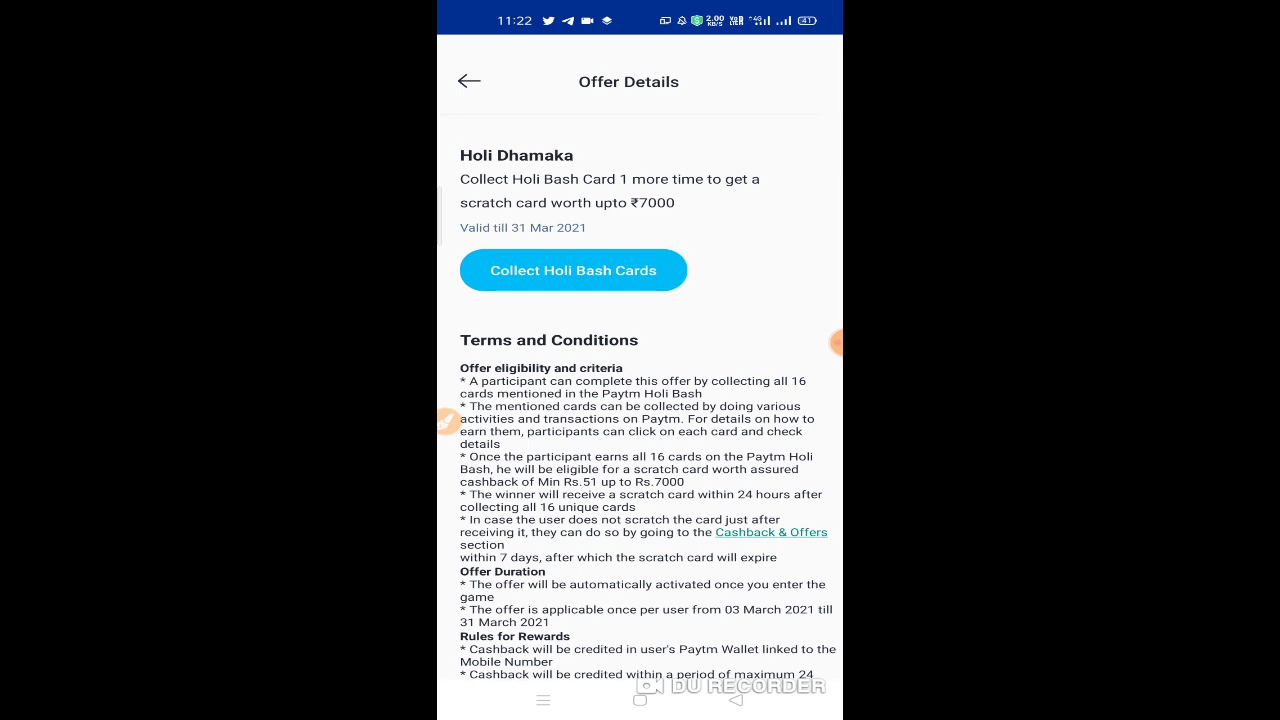 11:22 2.00 KB/S 4G 41
Offer Details
Holi Dhamaka
Collect Holi Bash Card 1 more time to get a
scratch card worth upto ₹7000
Valid till 31 Mar 2021
Collect Holi Bash Cards
Terms and Conditions
Offer eligibility and criteria
* A participant can complete this offer by collecting all 16
cards mentioned in the Paytm Holi Bash
* The mentioned cards can be collected by doing various
activities and transactions on Paytm. For details on how to
earn them, participants can click on each card and check
details
* Once the participant earns all 16 cards on the Paytm Holi
Bash, he will be eligible for a scratch card worth assured
cashback of Min Rs.51 up to Rs.7000
* The winner will receive a scratch card within 24 hours after
collecting all 16 unique cards
* In case the user does not scratch the card just after
receiving it, they can do so by going to the Cashback & Offers
section
within 7 days, after which the scratch card will expire
Offer Duration
* The offer will be automatically activated once you enter the
game
* The offer is applicable once per user from 03 March 2021 till
31 March 2021
Rules for Rewards
* Cashback will be credited in user's Paytm Wallet linked to the
Mobile Number
* Cashback will be credited within a period of maximum 24
DU RECORDER